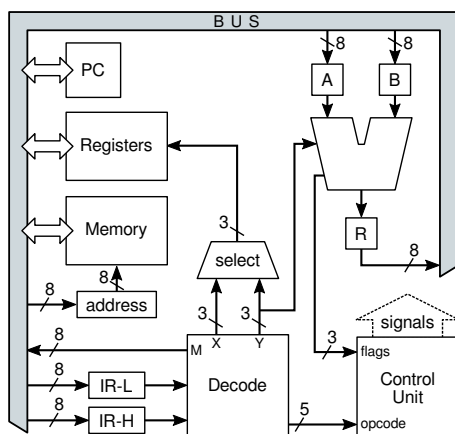 BUS
8
8
PC
A
B
Registers
3
Memory
R
8
select
8
8
address
3
3
signals
8
M
X
Y
3
flags
8
IR-L
Decode
Control
Unit
8
IR-H
5
opcode